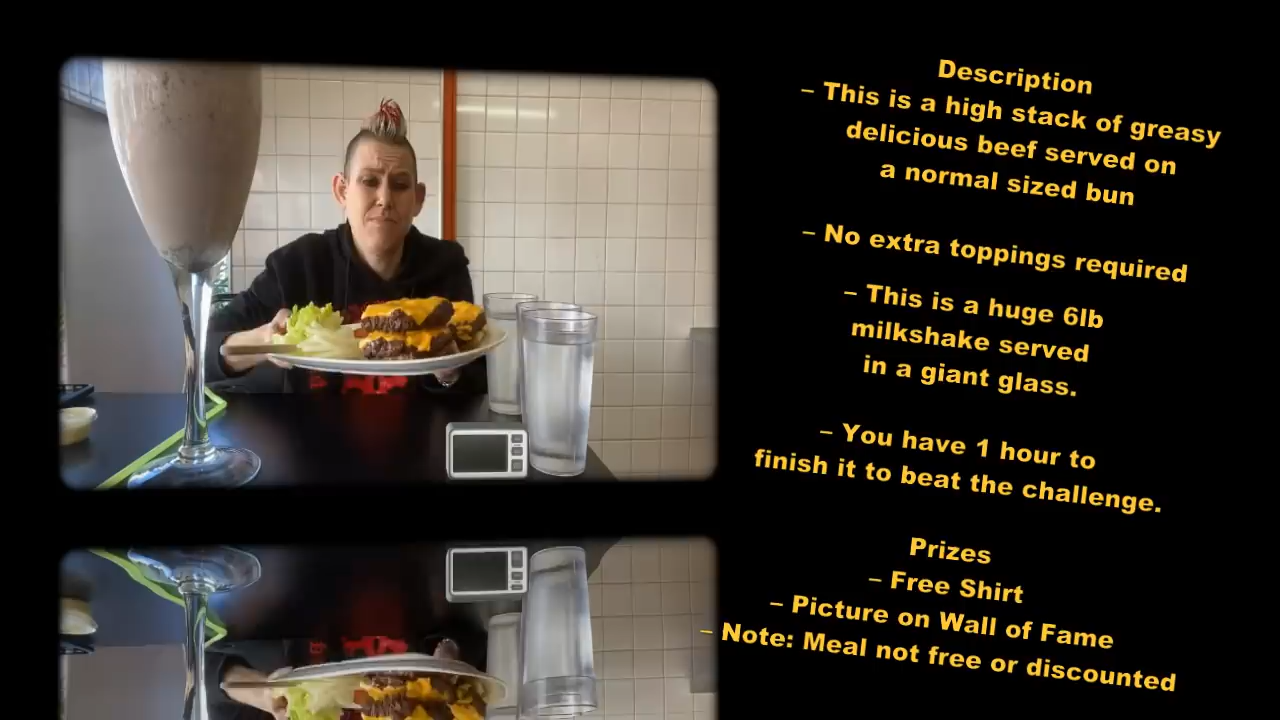 Description
– This is a high stack of greasy
delicious beef served on
a normal sized bun
– No extra toppings required
– This is a huge 6lb
milkshake served
in a giant glass.
– You have 1 hour to
finish it to beat the challenge.
Prizes
– Free Shirt
– Picture on Wall of Fame
– Note: Meal not free or discounted